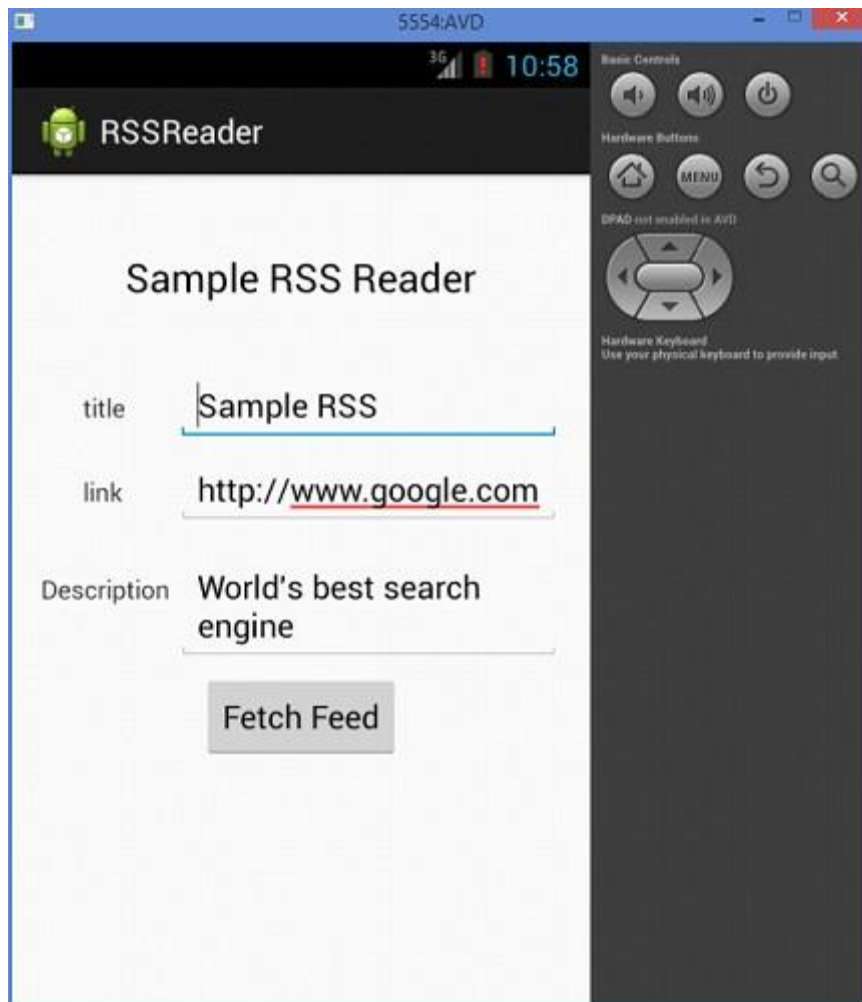 5554:AVD
3G 10:58
RSSReader
Sample RSS Reader
title Sample RSS
link http://www.google.com
Description World's best search
engine
Fetch Feed
Basic Controls
Hardware Buttons
MENU
DPAD not enabled in AVD
Hardware Keyboard
Use your physical keyboard to provide input